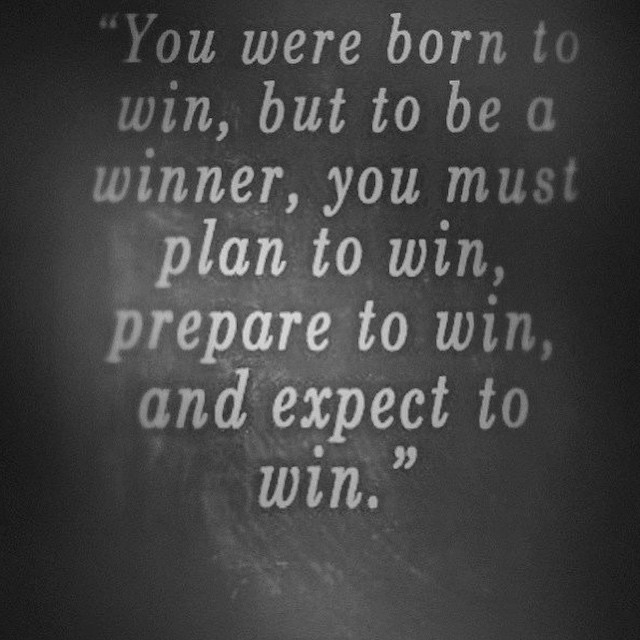 “You were born to
win, but to be a
winner, you must
plan to win,
prepare to win,
and expect to
win.”